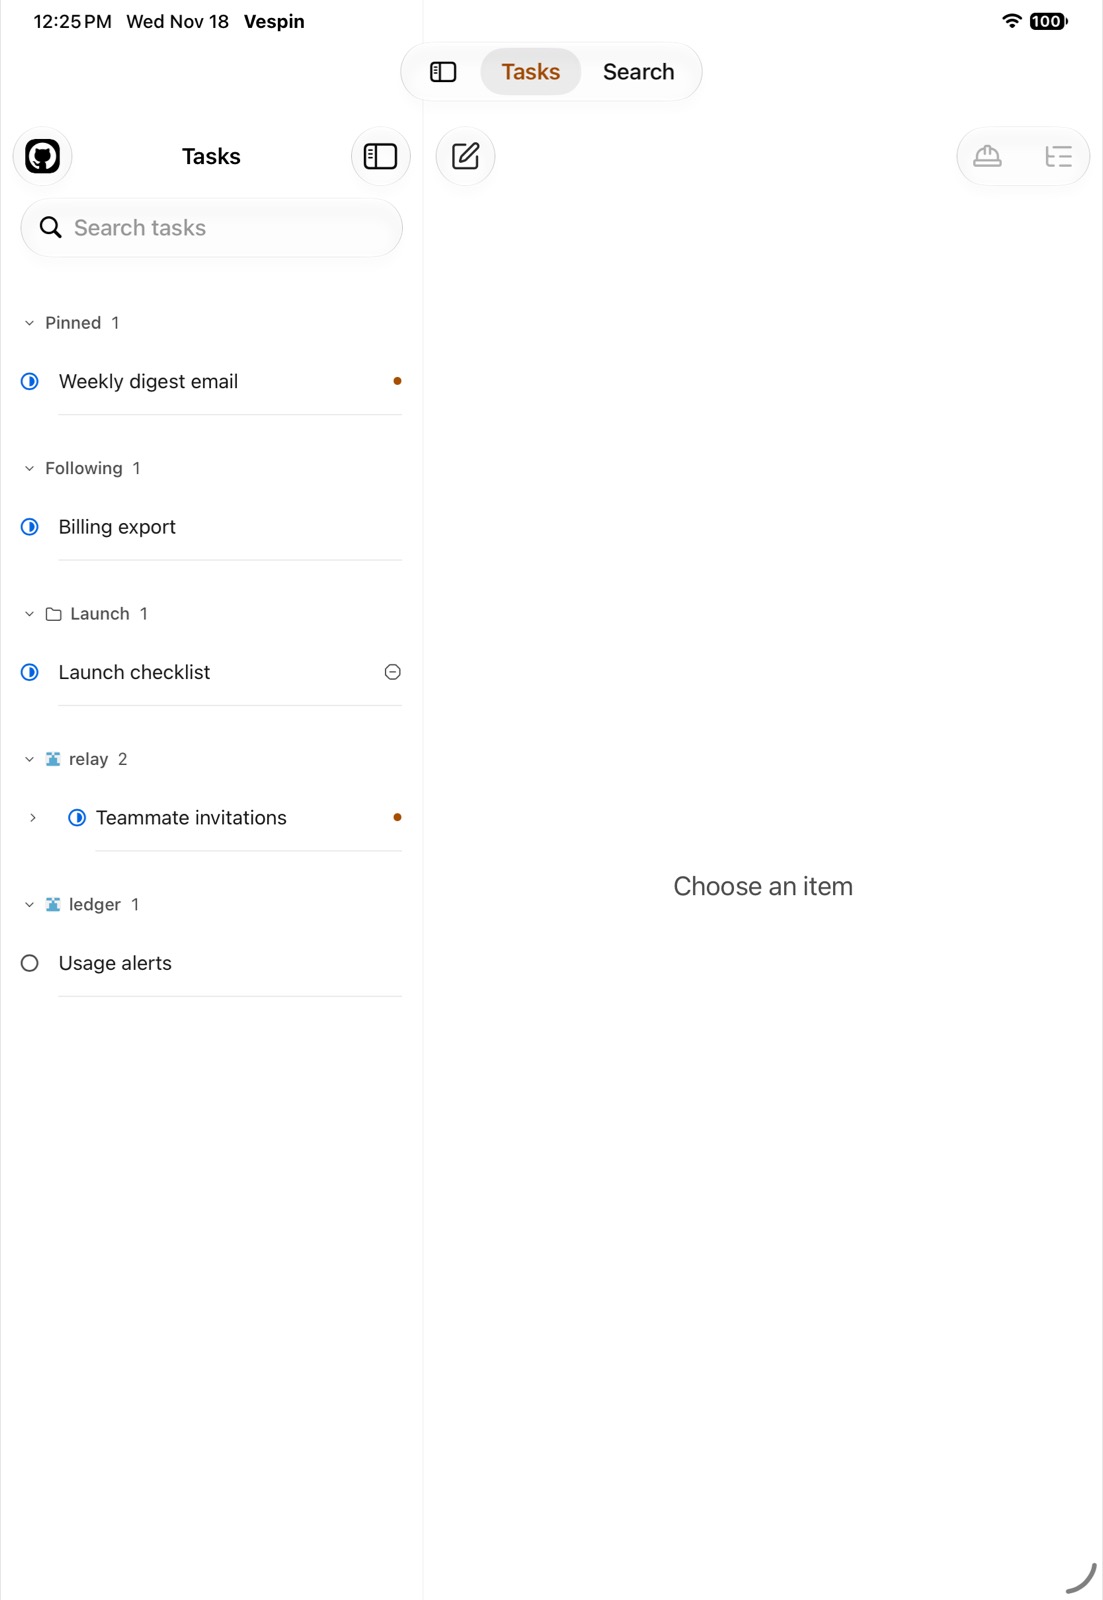 12:25 PM Wed Nov 18 Vespin
100
Tasks Search
Tasks
Search tasks
Pinned 1
Weekly digest email
Following 1
Billing export
Launch 1
Launch checklist
relay 2
Teammate invitations
ledger 1
Usage alerts
Choose an item